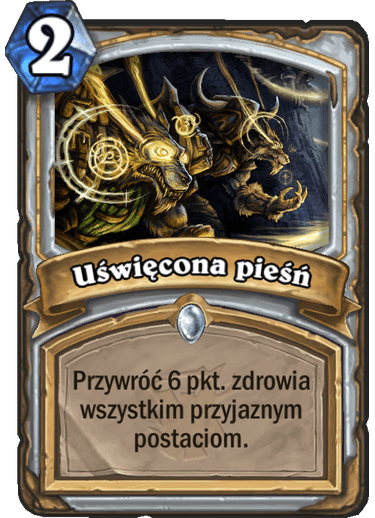 2
Uświęcona pieśń
Przywróć 6 pkt. zdrowia
wszystkim przyjaznym
postaciom.